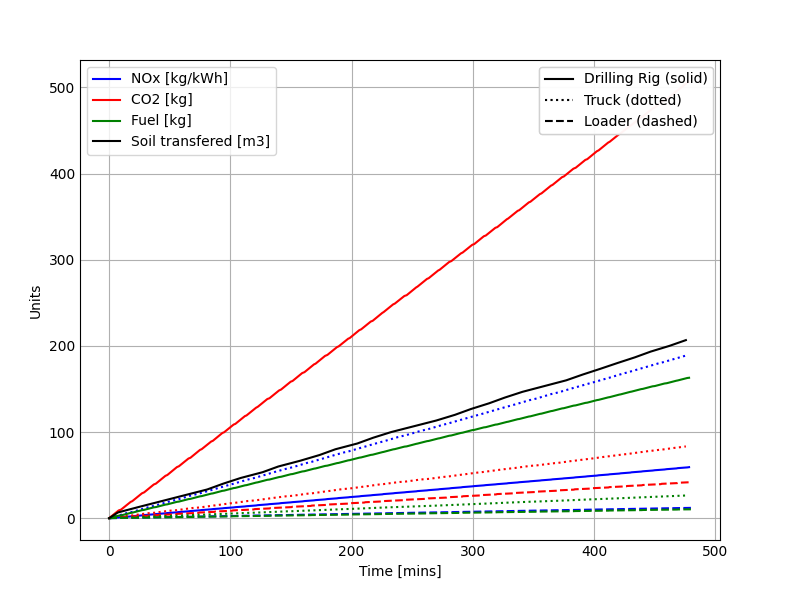 NOx [kg/kWh]
CO2 [kg]
Fuel [kg]
Soil transfered [m3]
Drilling Rig (solid)
Truck (dotted)
Loader (dashed)
500
400
300
200
100
0
Units
0 100 200 300 400 500
Time [mins]